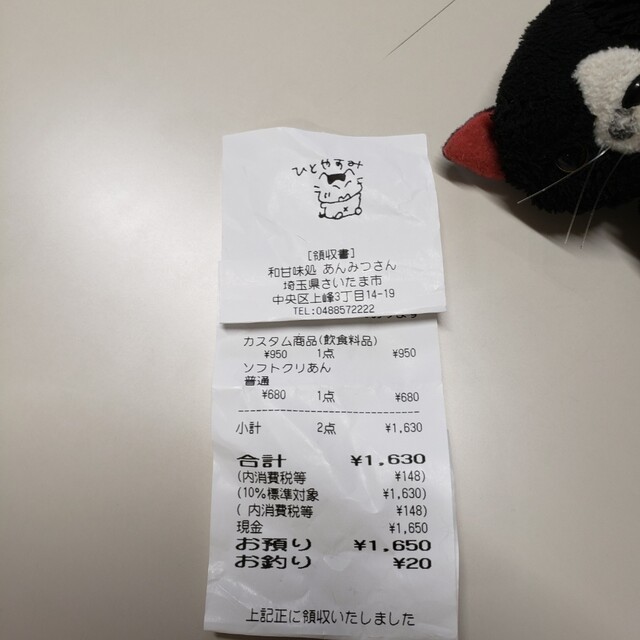 ひとやすみ
[領収書]
和甘味処 あんみつさん
埼玉県さいたま市
中央区上峰3丁目14-19
TEL:0488572222
カスタム商品(飲食料品)
¥950 1点 ¥950
ソフトクリあん
普通
¥680 1点 ¥680
小計 2点 ¥1,630
合計 ¥1,630
(内消費税等 ¥148)
(10%標準対象 ¥1,630)
( 内消費税等 ¥148)
現金 ¥1,650
お預り ¥1,650
お釣り ¥20
上記正に領収いたしました